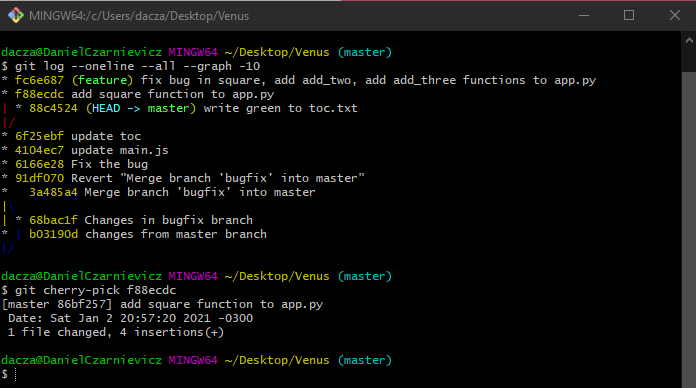 MINGW64:/c/Users/dacza/Desktop/Venus
dacza@DanielCzarnievicz MINGW64 ~/Desktop/Venus (master)
$ git log --oneline --all --graph -10
* fc6e687 (feature) fix bug in square, add add_two, add add_three functions to app.py
* f88ecdc add square function to app.py
| * 88c4524 (HEAD -> master) write green to toc.txt
|/
* 6f25ebf update toc
* 4104ec7 update main.js
* 6166e28 Fix the bug
* 91df070 Revert "Merge branch 'bugfix' into master"
*   3a485a4 Merge branch 'bugfix' into master
|\
| * 68bac1f Changes in bugfix branch
* | b03190d changes from master branch
|/
dacza@DanielCzarnievicz MINGW64 ~/Desktop/Venus (master)
$ git cherry-pick f88ecdc
[master 86bf257] add square function to app.py
 Date: Sat Jan 2 20:57:20 2021 -0300
 1 file changed, 4 insertions(+)
dacza@DanielCzarnievicz MINGW64 ~/Desktop/Venus (master)
$